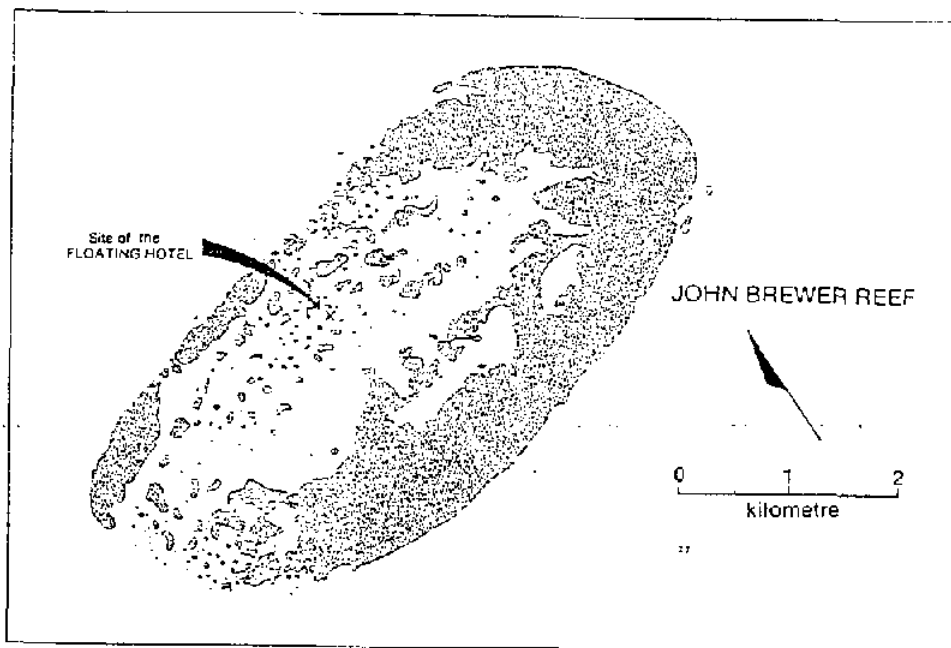 Site of the
FLOATING HOTEL
X
JOHN BREWER REEF
0 1 2
kilometre